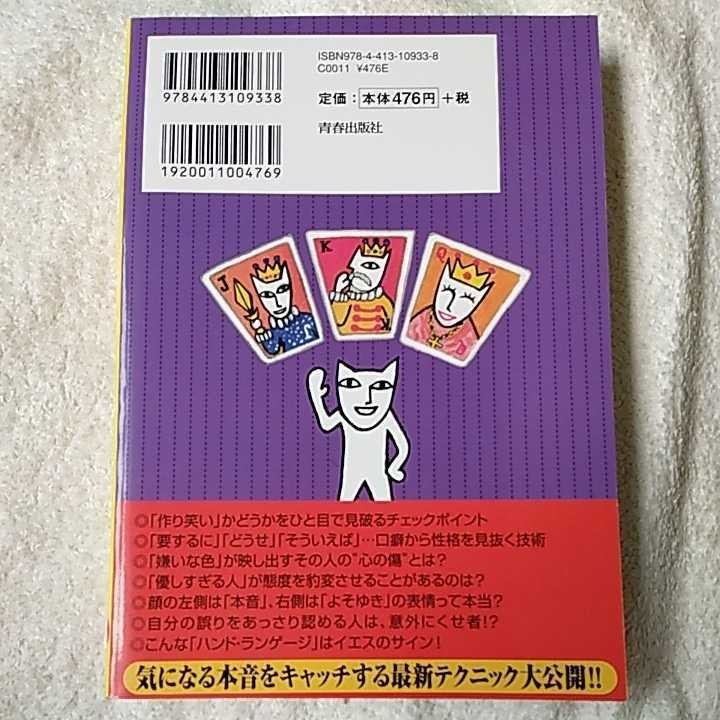 ISBN978-4-413-10933-8
C0011 ¥476E
定価：本体476円＋税
青春出版社
9784413109338
1920011004769
J
K
Q
◎「作り笑い」かどうかをひと目で見破るチェックポイント
◎「要するに」「どうせ」「そういえば」…口癖から性格を見抜く技術
◎「嫌いな色」が映し出すその人の“心の傷”とは？
◎「優しすぎる人」が態度を豹変させることがあるのは？
◎顔の左側は「本音」、右側は「よそゆき」の表情って本当？
◎自分の誤りをあっさり認める人は、意外にくせ者!?
◎こんな「ハンド・ランゲージ」はイエスのサイン！
気になる本音をキャッチする最新テクニック大公開!!